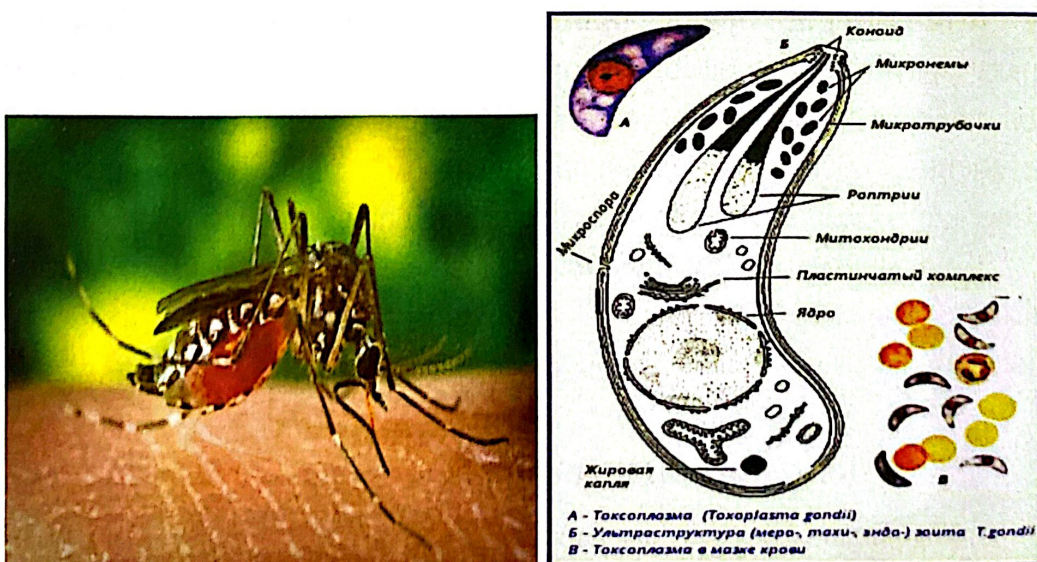 Б
Коноид
Микронемы
А
Микротрубочки
Роптрии
Микроспора
Митохондрии
Пластинчатый комплекс
Ядро
Жировая
капля
В
А - Токсоплазма (Toxoplasma gondii)
Б - Ультраструктура (меро-, тахи-, эндо-) зоита T.gondii
В - Токсоплазма в мазке крови